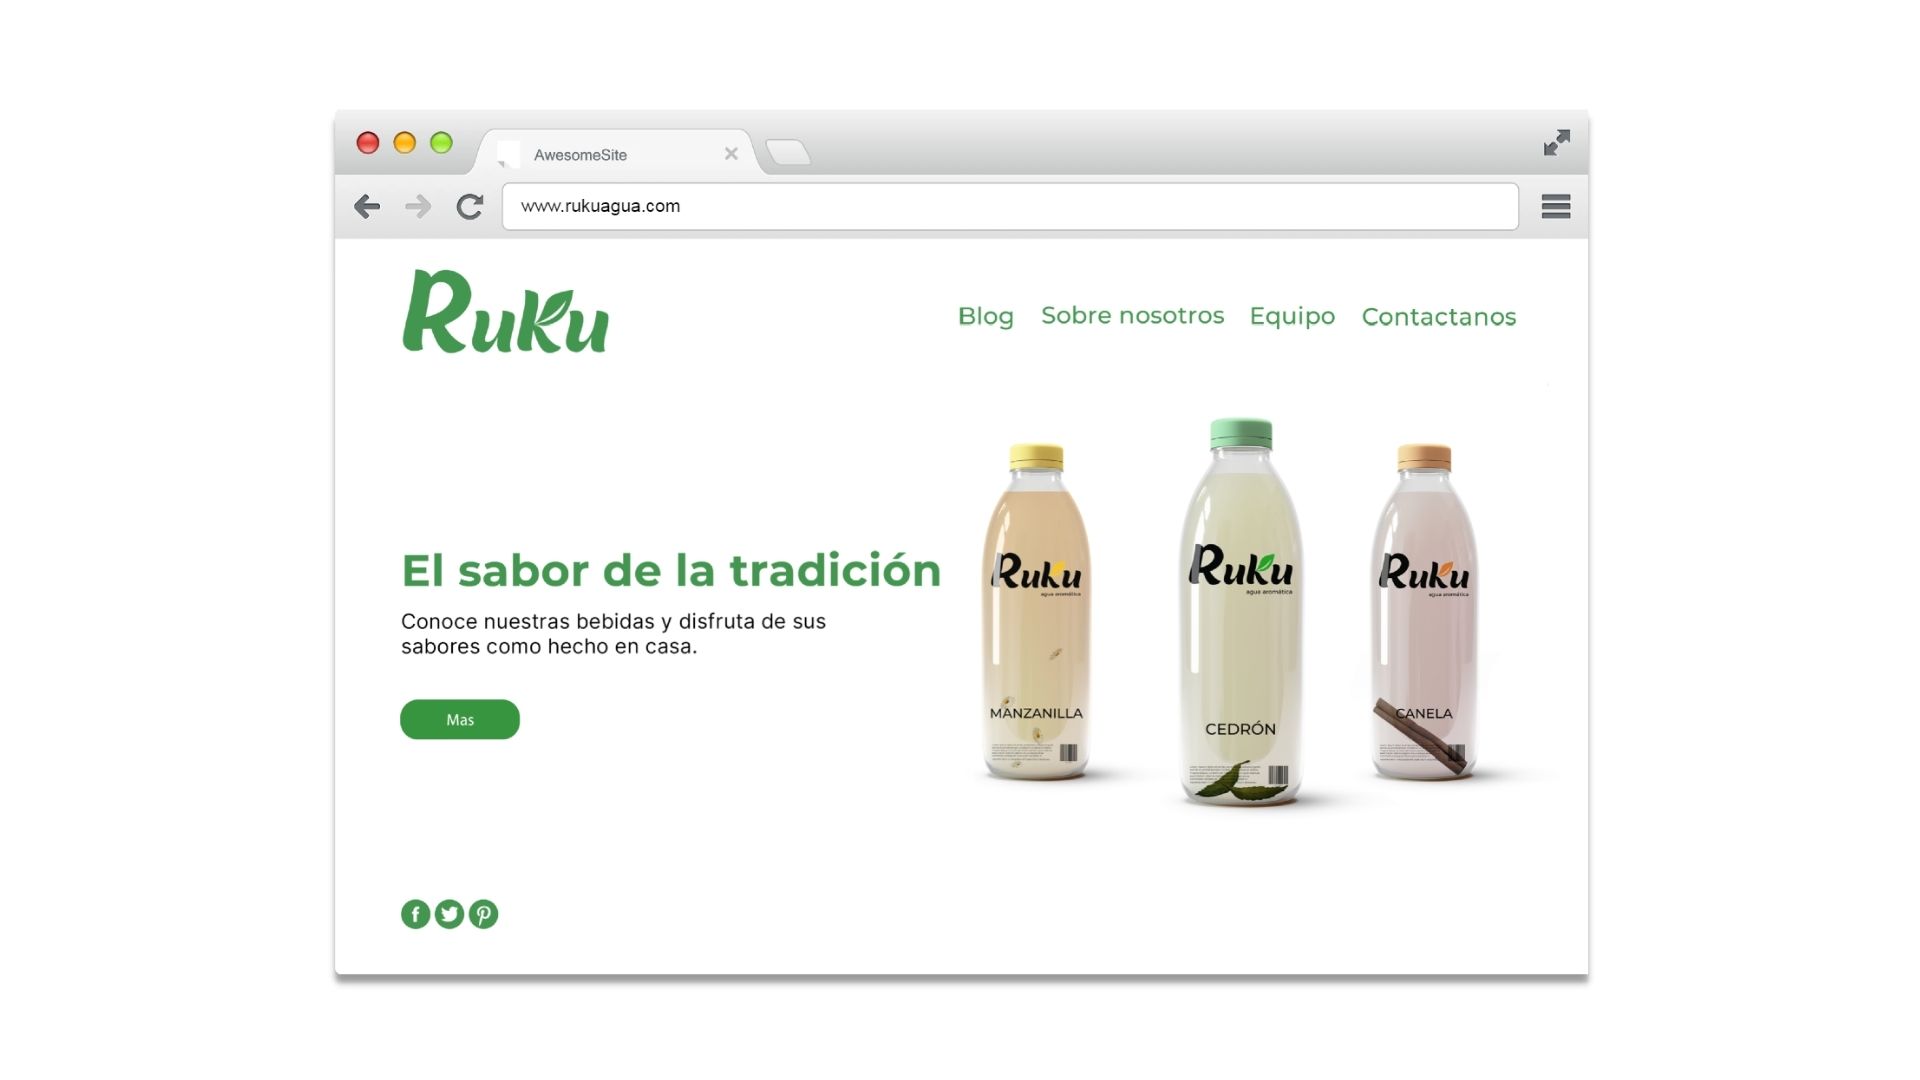 AwesomeSite
www.rukuagua.com
Ruku
Blog Sobre nosotros Equipo Contactanos
El sabor de la tradición
Conoce nuestras bebidas y disfruta de sus
sabores como hecho en casa.
Mas
Ruku
agua aromática
MANZANILLA
Ruku
agua aromática
CEDRÓN
Ruku
agua aromática
CANELA